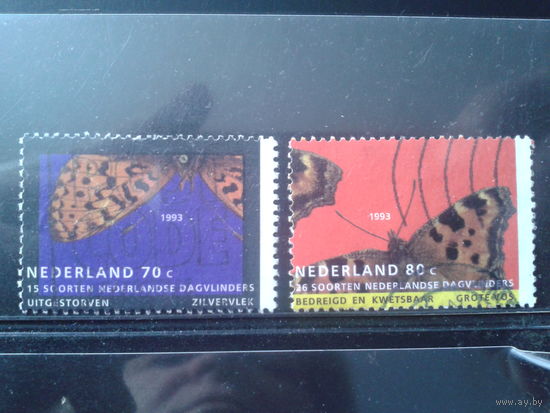 1993
NEDERLAND 70 c
15 SOORTEN NEDERLANDSE DAGVLINDERS
UITGESTORVEN ZILVERVLEK
1993
NEDERLAND 80 c
26 SOORTEN NEDERLANDSE DAGVLINDERS
BEDREIGD EN KWETSBAAR GROTE VOS
www.ay.by